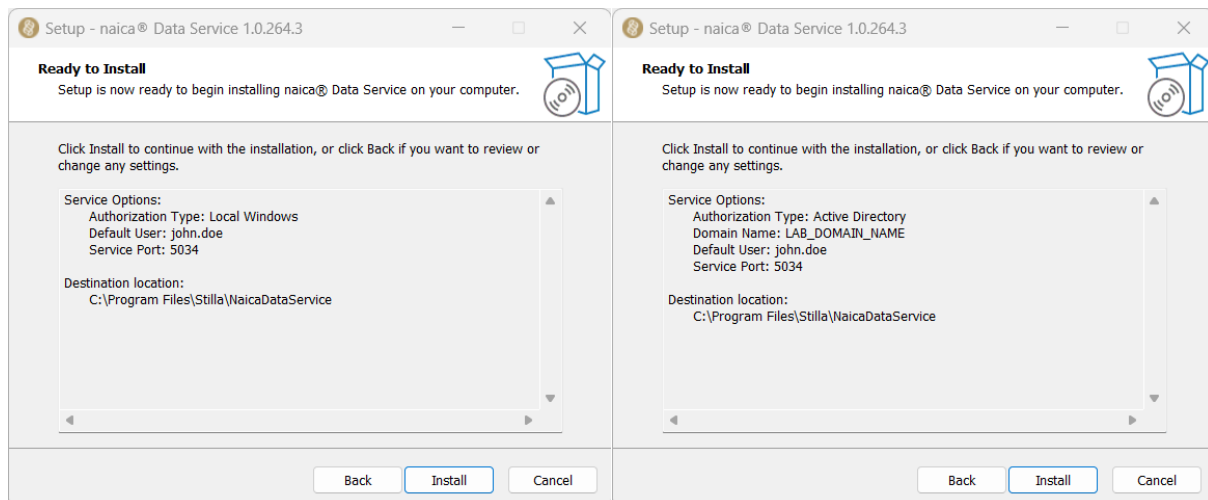 Setup - naica® Data Service 1.0.264.3
Ready to Install
Setup is now ready to begin installing naica® Data Service on your computer.
Click Install to continue with the installation, or click Back if you want to review or
change any settings.
Service Options:
Authorization Type: Local Windows
Default User: john.doe
Service Port: 5034
Destination location:
C:\Program Files\Stilla\NaicaDataService
Back
Install
Cancel
Setup - naica® Data Service 1.0.264.3
Ready to Install
Setup is now ready to begin installing naica® Data Service on your computer.
Click Install to continue with the installation, or click Back if you want to review or
change any settings.
Service Options:
Authorization Type: Active Directory
Domain Name: LAB_DOMAIN_NAME
Default User: john.doe
Service Port: 5034
Destination location:
C:\Program Files\Stilla\NaicaDataService
Back
Install
Cancel